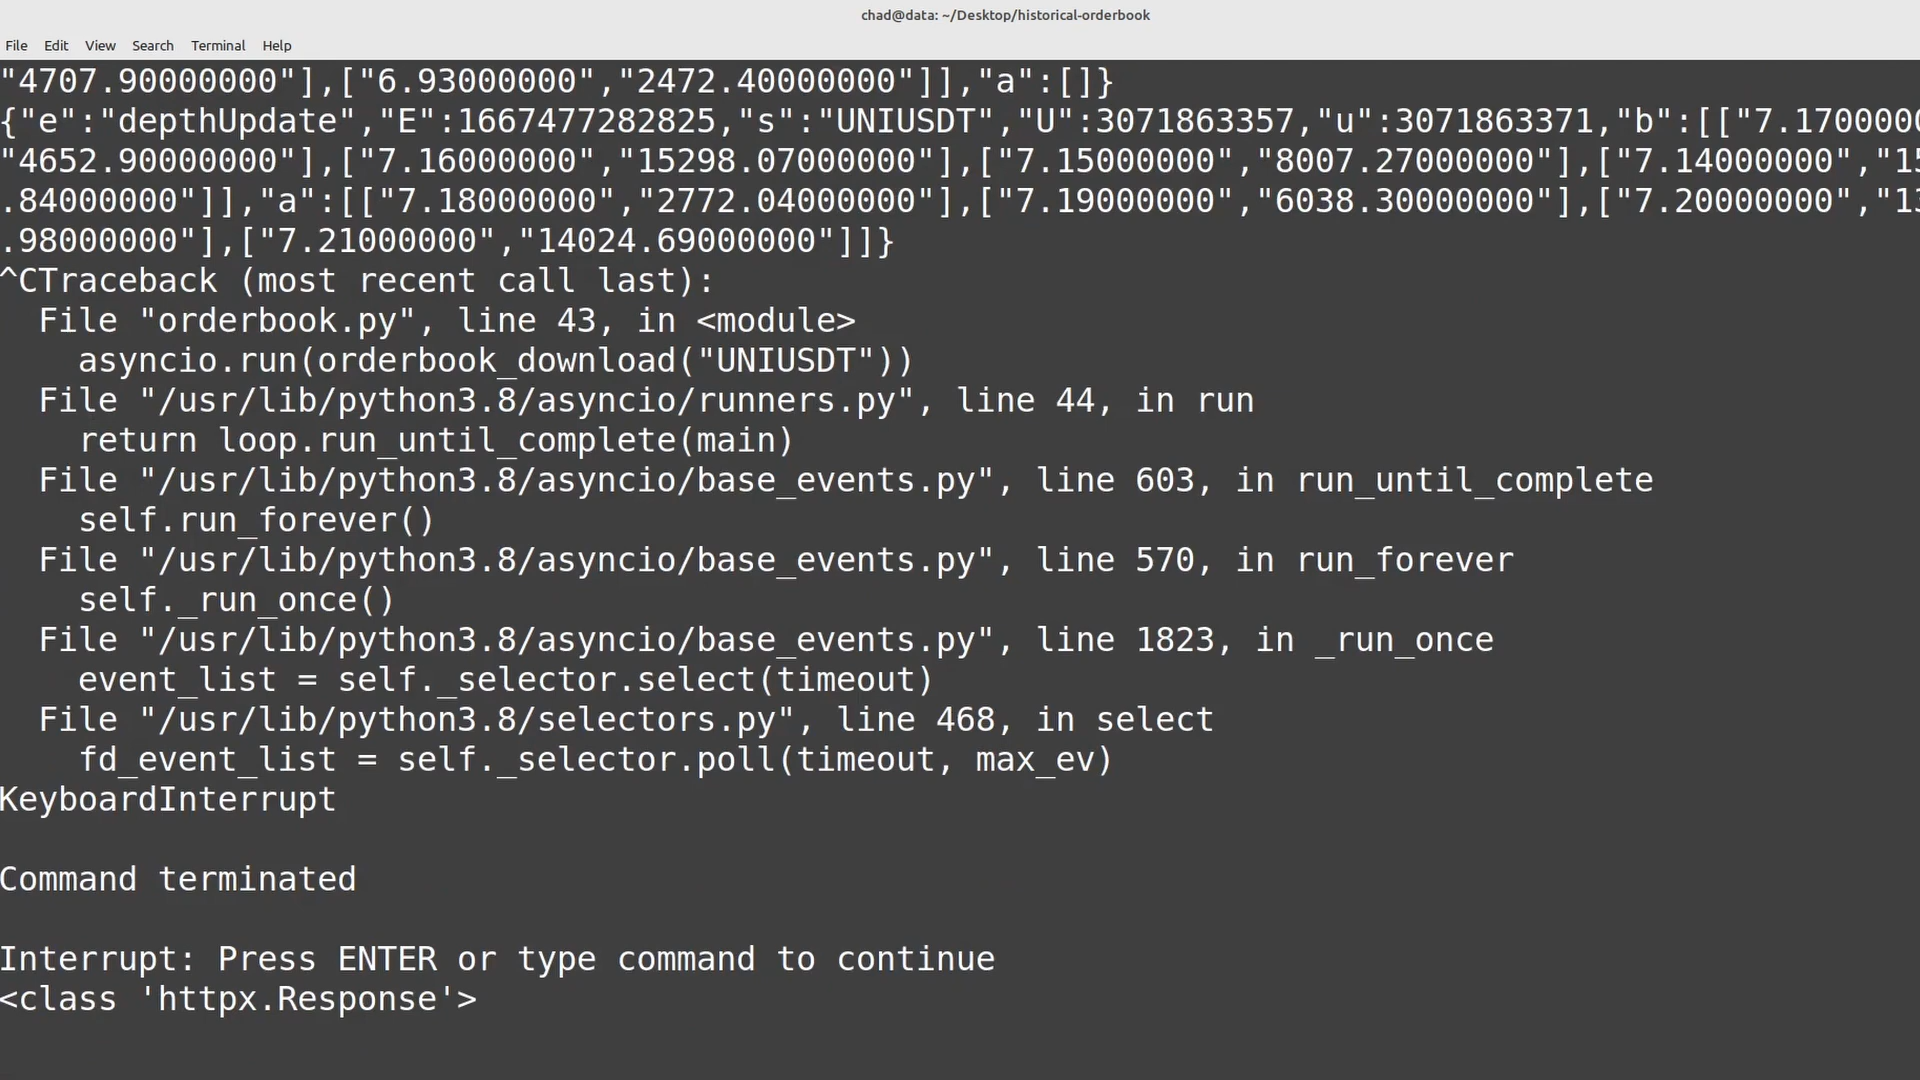 chad@data: ~/Desktop/historical-orderbook
File Edit View Search Terminal Help
"4707.90000000"],["6.93000000","2472.40000000"]],"a":[]}
{"e":"depthUpdate","E":1667477282825,"s":"UNIUSDT","U":3071863357,"u":3071863371,"b":[["7.1700000
"4652.90000000"],["7.16000000","15298.07000000"],["7.15000000","8007.27000000"],["7.14000000","15
.84000000"]],"a":[["7.18000000","2772.04000000"],["7.19000000","6038.30000000"],["7.20000000","13
.98000000"],["7.21000000","14024.69000000"]]}
^CTraceback (most recent call last):
  File "orderbook.py", line 43, in <module>
    asyncio.run(orderbook_download("UNIUSDT"))
  File "/usr/lib/python3.8/asyncio/runners.py", line 44, in run
    return loop.run_until_complete(main)
  File "/usr/lib/python3.8/asyncio/base_events.py", line 603, in run_until_complete
    self.run_forever()
  File "/usr/lib/python3.8/asyncio/base_events.py", line 570, in run_forever
    self._run_once()
  File "/usr/lib/python3.8/asyncio/base_events.py", line 1823, in _run_once
    event_list = self._selector.select(timeout)
  File "/usr/lib/python3.8/selectors.py", line 468, in select
    fd_event_list = self._selector.poll(timeout, max_ev)
KeyboardInterrupt
Command terminated
Interrupt: Press ENTER or type command to continue
<class 'httpx.Response'>